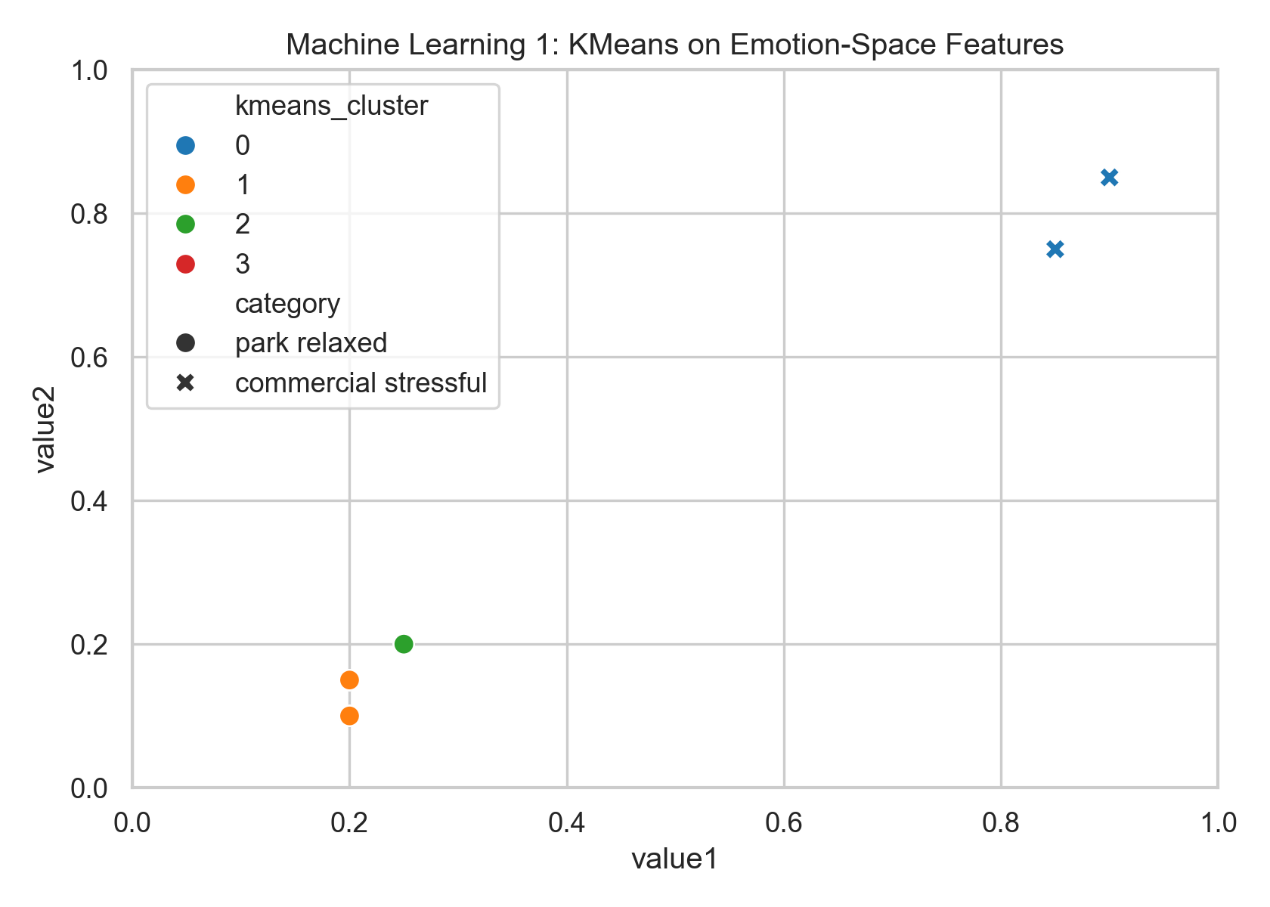 Machine Learning 1: KMeans on Emotion-Space Features
1.0
0.8
0.6
0.4
0.2
0.0
value2
kmeans_cluster
0
1
2
3
category
park relaxed
commercial stressful
0.0 0.2 0.4 0.6 0.8 1.0
value1